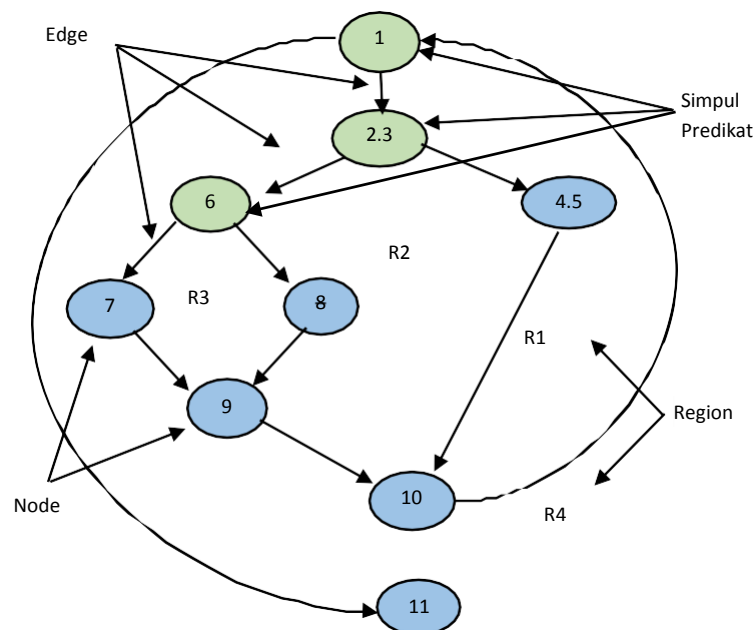 1
Edge
Simpul
Predikat
2.3
6
4.5
R2
7
R3
8
R1
9
Region
10
Node
R4
11